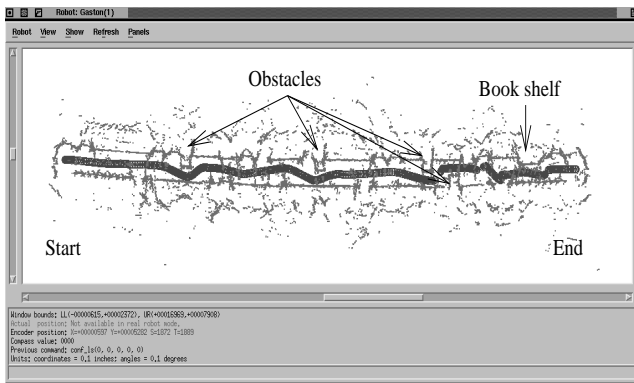 Robot: Gaston(1)
Robot View Show Refresh Panels
Obstacles
Book shelf
Start
End
Window bounds: LL(-00000615,+00002372), UR(+00016969,+00007908)
Actual position: Not available in real robot mode.
Encoder position: X=+00000597 Y=+00005282 S=1872 T=1889
Compass value: 0000
Previous command: conf_ls(0, 0, 0, 0, 0)
Units: coordinates = 0.1 inches; angles = 0.1 degrees